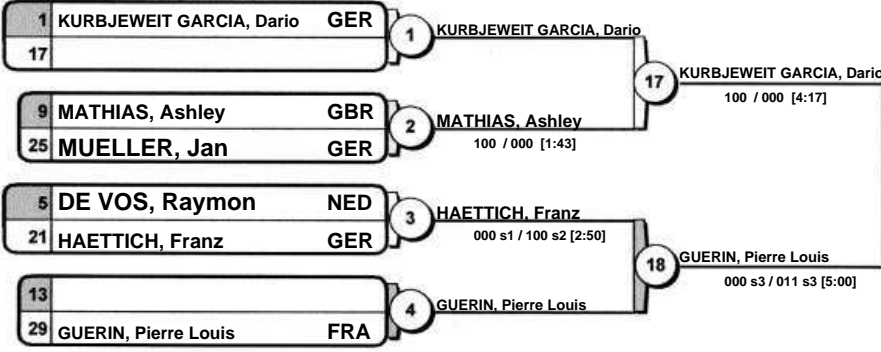 1 KURBJEWEIT GARCIA, Dario GER
17
1
KURBJEWEIT GARCIA, Dario
9 MATHIAS, Ashley GBR
25 MUELLER, Jan GER
2
MATHIAS, Ashley
100 / 000 [1:43]
17
KURBJEWEIT GARCIA, Dario
100 / 000 [4:17]
5 DE VOS, Raymon NED
21 HAETTICH, Franz GER
3
HAETTICH, Franz
000 s1 / 100 s2 [2:50]
13
29 GUERIN, Pierre Louis FRA
4
GUERIN, Pierre Louis
18
GUERIN, Pierre Louis
000 s3 / 011 s3 [5:00]